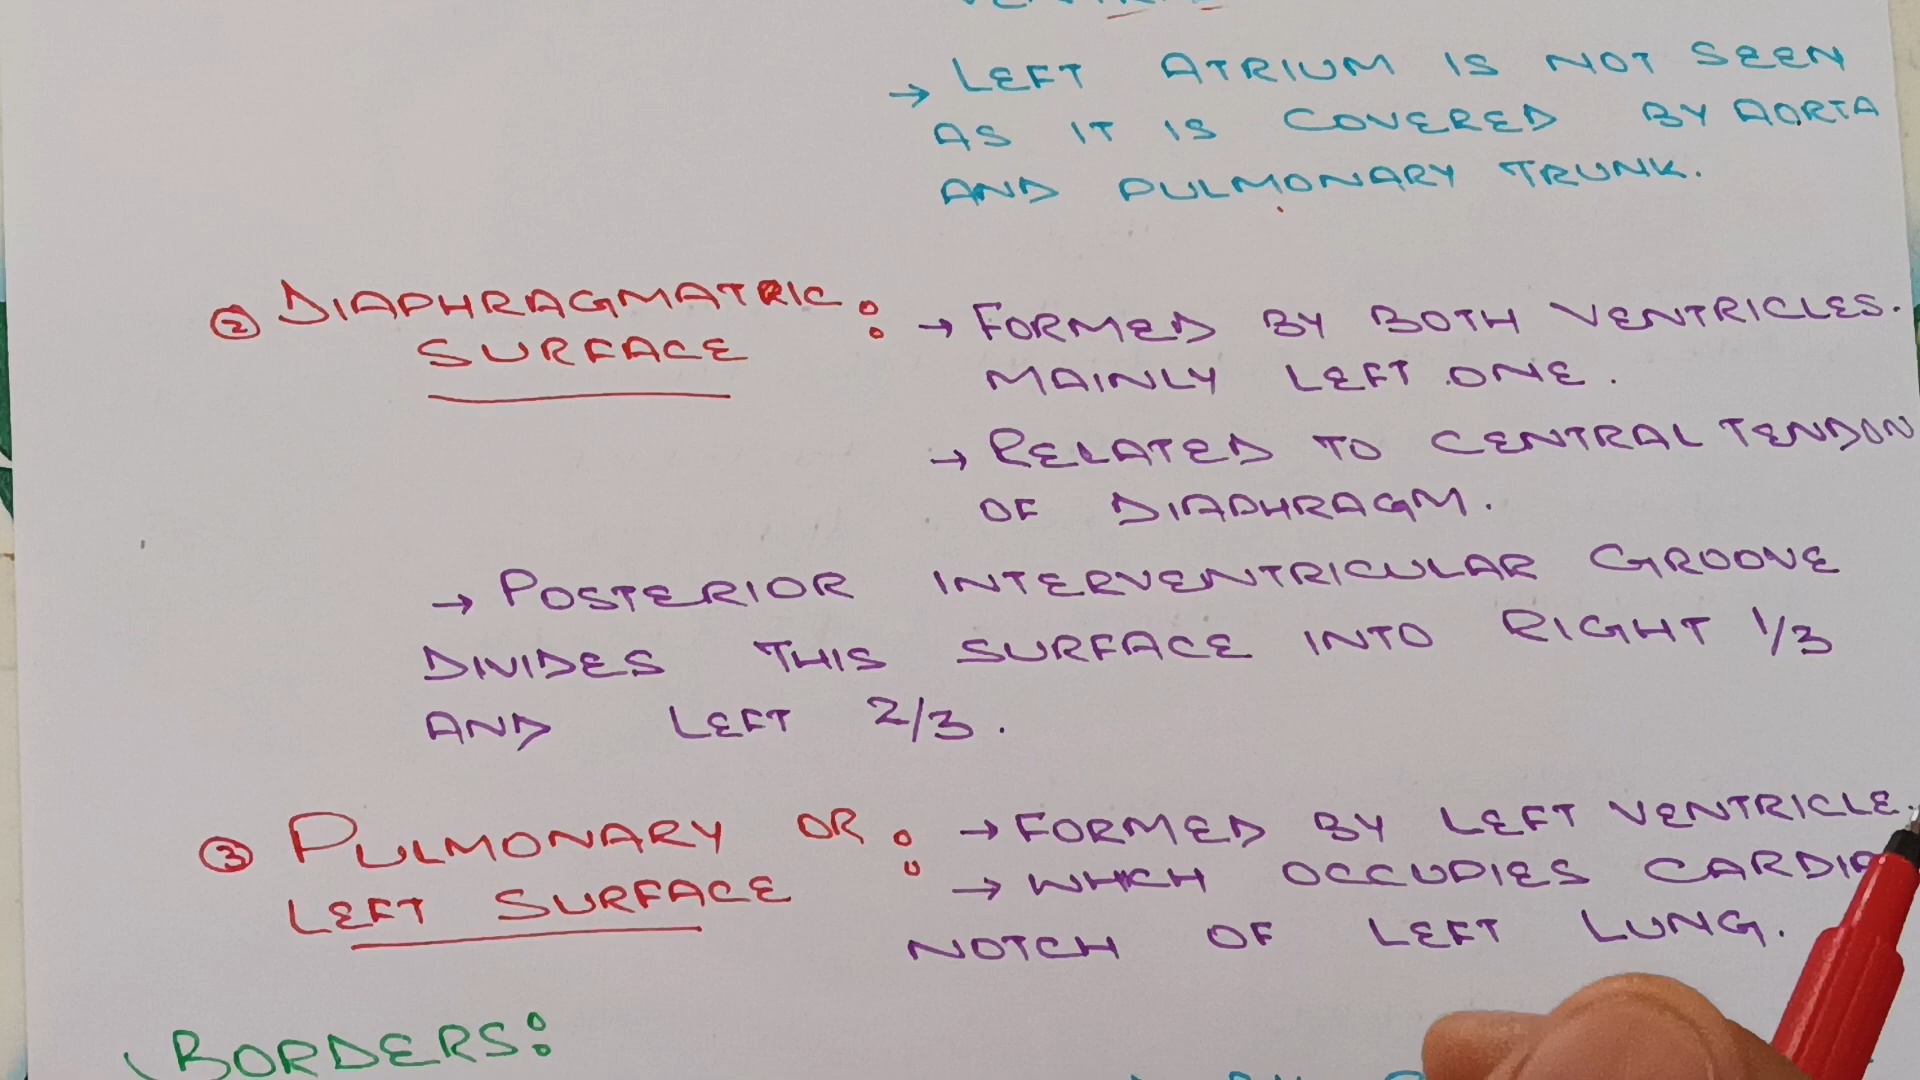 → LEFT ATRIUM IS NOT SEEN
AS IT IS COVERED BY AORTA
AND PULMONARY TRUNK.
② DIAPHRAGMATRIC : → FORMED BY BOTH VENTRICLES.
SURFACE
MAINLY LEFT ONE.
→ RELATED TO CENTRAL TENDON
OF DIAPHRAGM.
→ POSTERIOR INTERVENTRICULAR GROOVE
DIVIDES THIS SURFACE INTO RIGHT 1/3
AND LEFT 2/3.
③ PULMONARY OR : → FORMED BY LEFT VENTRICLE.
LEFT SURFACE
→ WHICH OCCUPIES
NOTCH OF LEFT LUNG.
BORDERS: